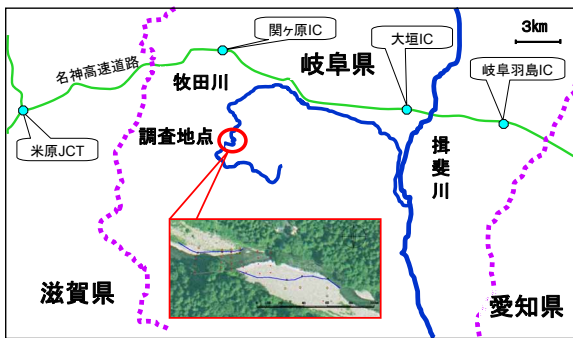 関ヶ原IC
3km
名神高速道路
岐阜県
大垣IC
牧田川
岐阜羽島IC
米原JCT
調査地点
揖斐川
滋賀県
愛知県